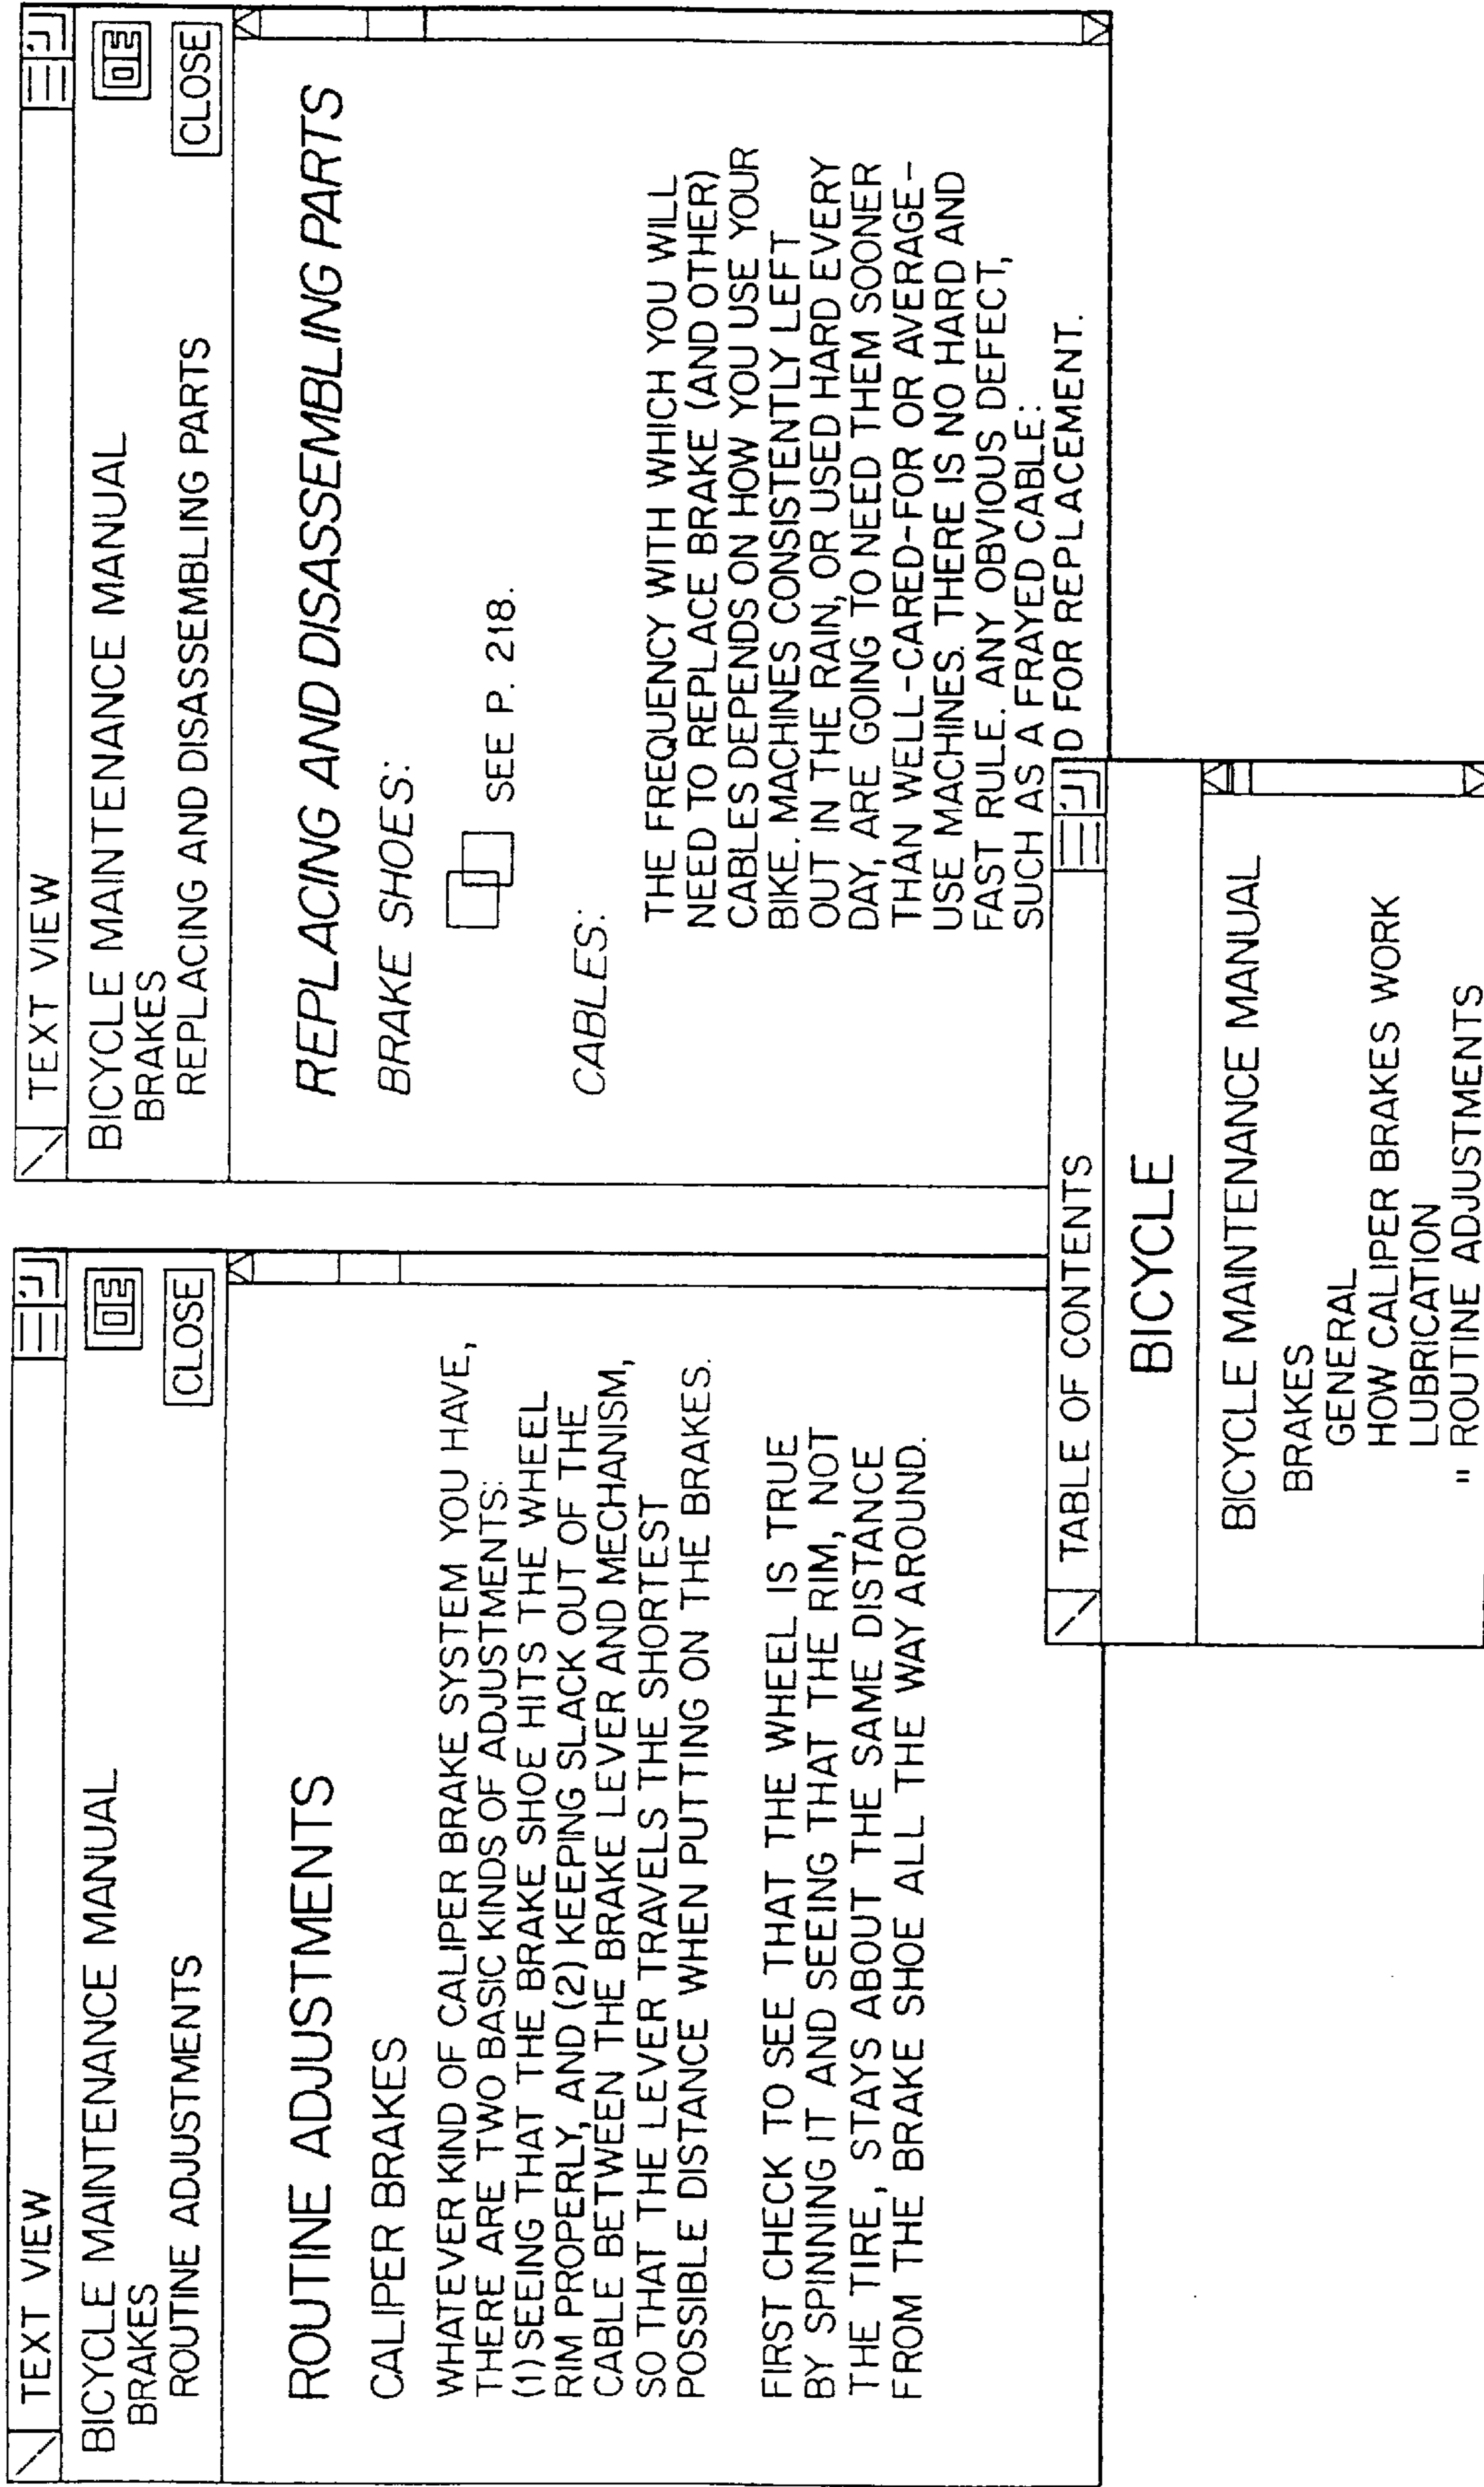 TEXT VIEW
BICYCLE MAINTENANCE MANUAL
BRAKES
ROUTINE ADJUSTMENTS
CLOSE
ROUTINE ADJUSTMENTS
CALIPER BRAKES
WHATEVER KIND OF CALIPER BRAKE SYSTEM YOU HAVE,
THERE ARE TWO BASIC KINDS OF ADJUSTMENTS:
(1) SEEING THAT THE BRAKE SHOE HITS THE WHEEL
RIM PROPERLY, AND (2) KEEPING SLACK OUT OF THE
CABLE BETWEEN THE BRAKE LEVER AND MECHANISM,
SO THAT THE LEVER TRAVELS THE SHORTEST
POSSIBLE DISTANCE WHEN PUTTING ON THE BRAKES.
FIRST CHECK TO SEE THAT THE WHEEL IS TRUE
BY SPINNING IT AND SEEING THAT THE RIM, NOT
THE TIRE, STAYS ABOUT THE SAME DISTANCE
FROM THE BRAKE SHOE ALL THE WAY AROUND.
TEXT VIEW
BICYCLE MAINTENANCE MANUAL
BRAKES
REPLACING AND DISASSEMBLING PARTS
CLOSE
REPLACING AND DISASSEMBLING PARTS
BRAKE SHOES:
SEE P. 218.
CABLES:
THE FREQUENCY WITH WHICH YOU WILL
NEED TO REPLACE BRAKE (AND OTHER)
CABLES DEPENDS ON HOW YOU USE YOUR
BIKE. MACHINES CONSISTENTLY LEFT
OUT IN THE RAIN, OR USED HARD EVERY
DAY, ARE GOING TO NEED THEM SOONER
THAN WELL-CARED-FOR OR AVERAGE-
USE MACHINES. THERE IS NO HARD AND
FAST RULE. ANY OBVIOUS DEFECT,
SUCH AS A FRAYED CABLE:
D FOR REPLACEMENT.
TABLE OF CONTENTS
BICYCLE
BICYCLE MAINTENANCE MANUAL
BRAKES
GENERAL
HOW CALIPER BRAKES WORK
LUBRICATION
" ROUTINE ADJUSTMENTS